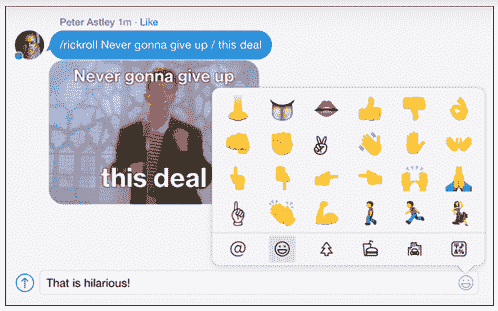 Peter Astley 1m · Like
/rickroll Never gonna give up / this deal
Never gonna give up
this deal
@
That is hilarious!